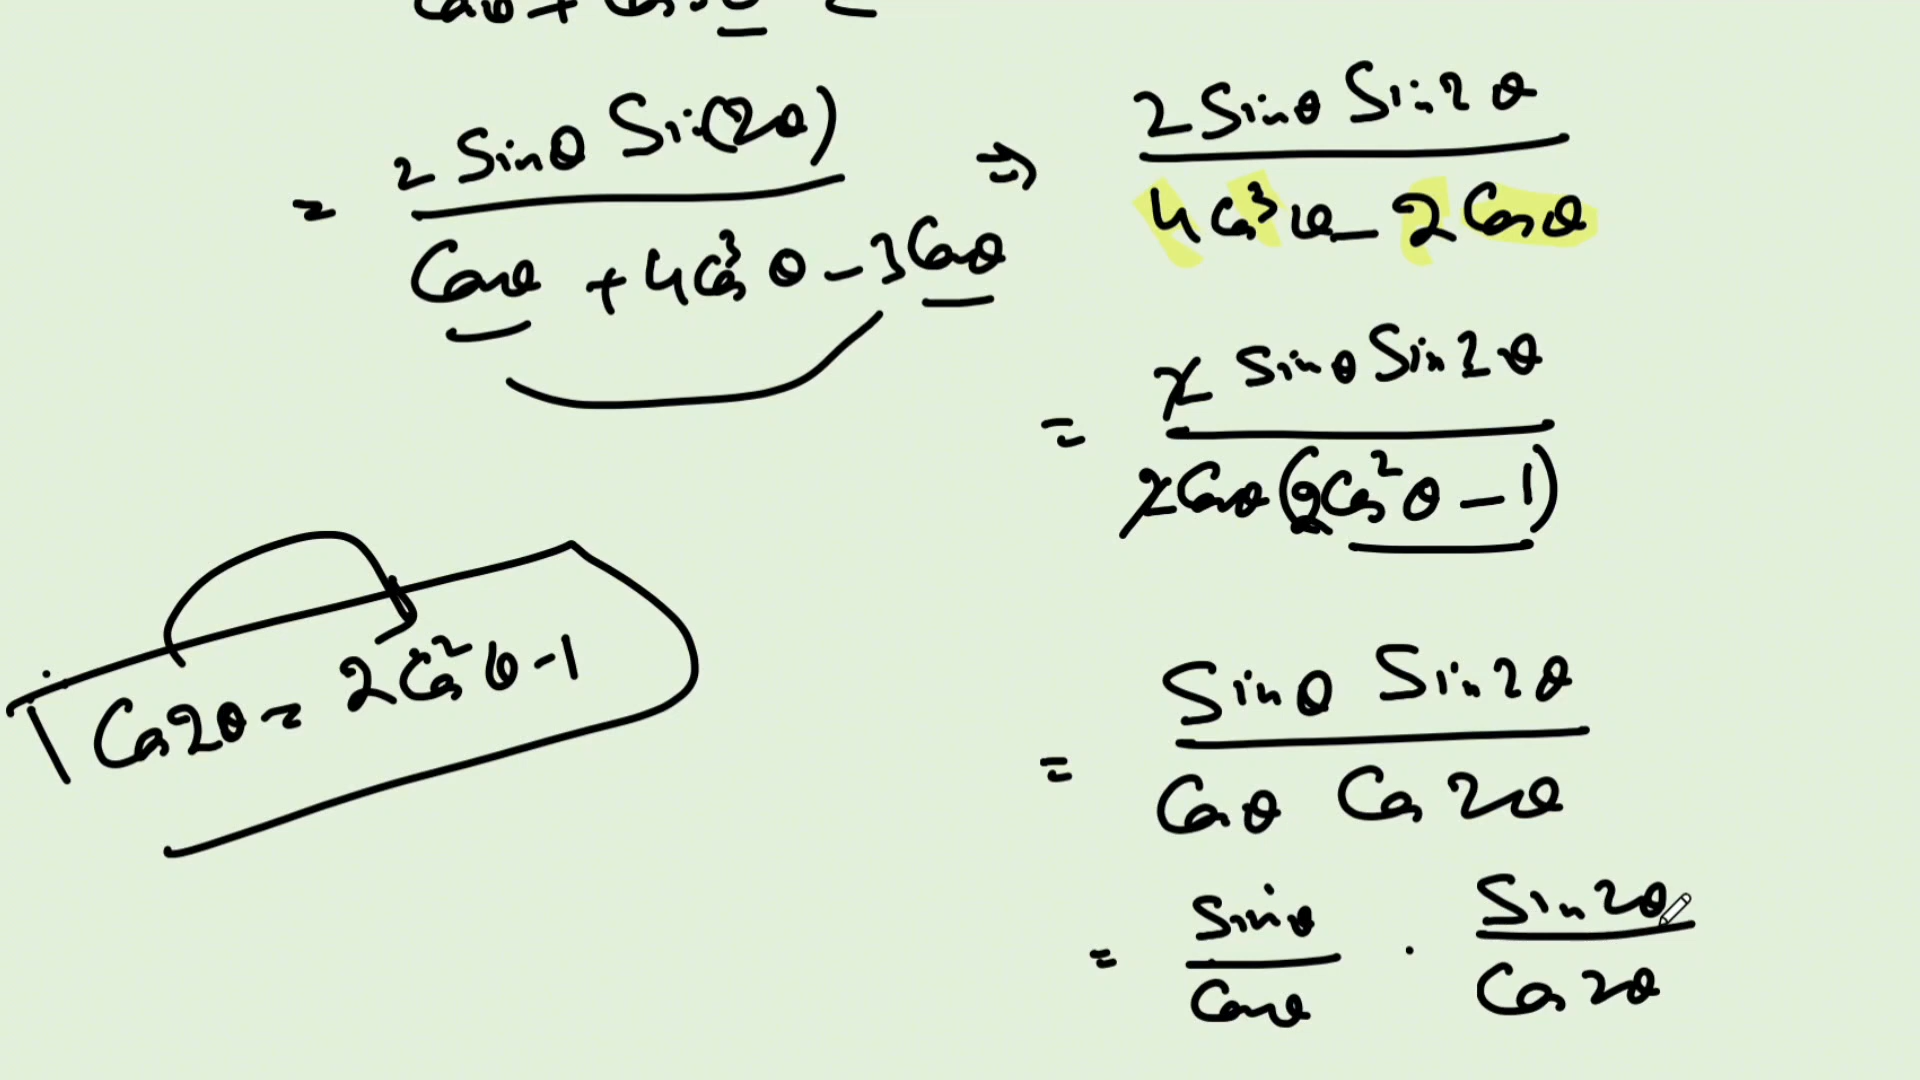 = 2 Sinθ Sin(2θ) / Cosθ + 4Cos³θ - 3Cosθ
⇒ 2 Sinθ Sin2θ / 4Cos³θ - 2Cosθ
= 2 Sinθ Sin2θ / 2Cosθ (2Cos²θ - 1)
Cos2θ = 2Cos²θ - 1
= Sinθ Sin2θ / Cosθ Cos2θ
= Sinθ / Cosθ · Sin2θ / Cos2θ